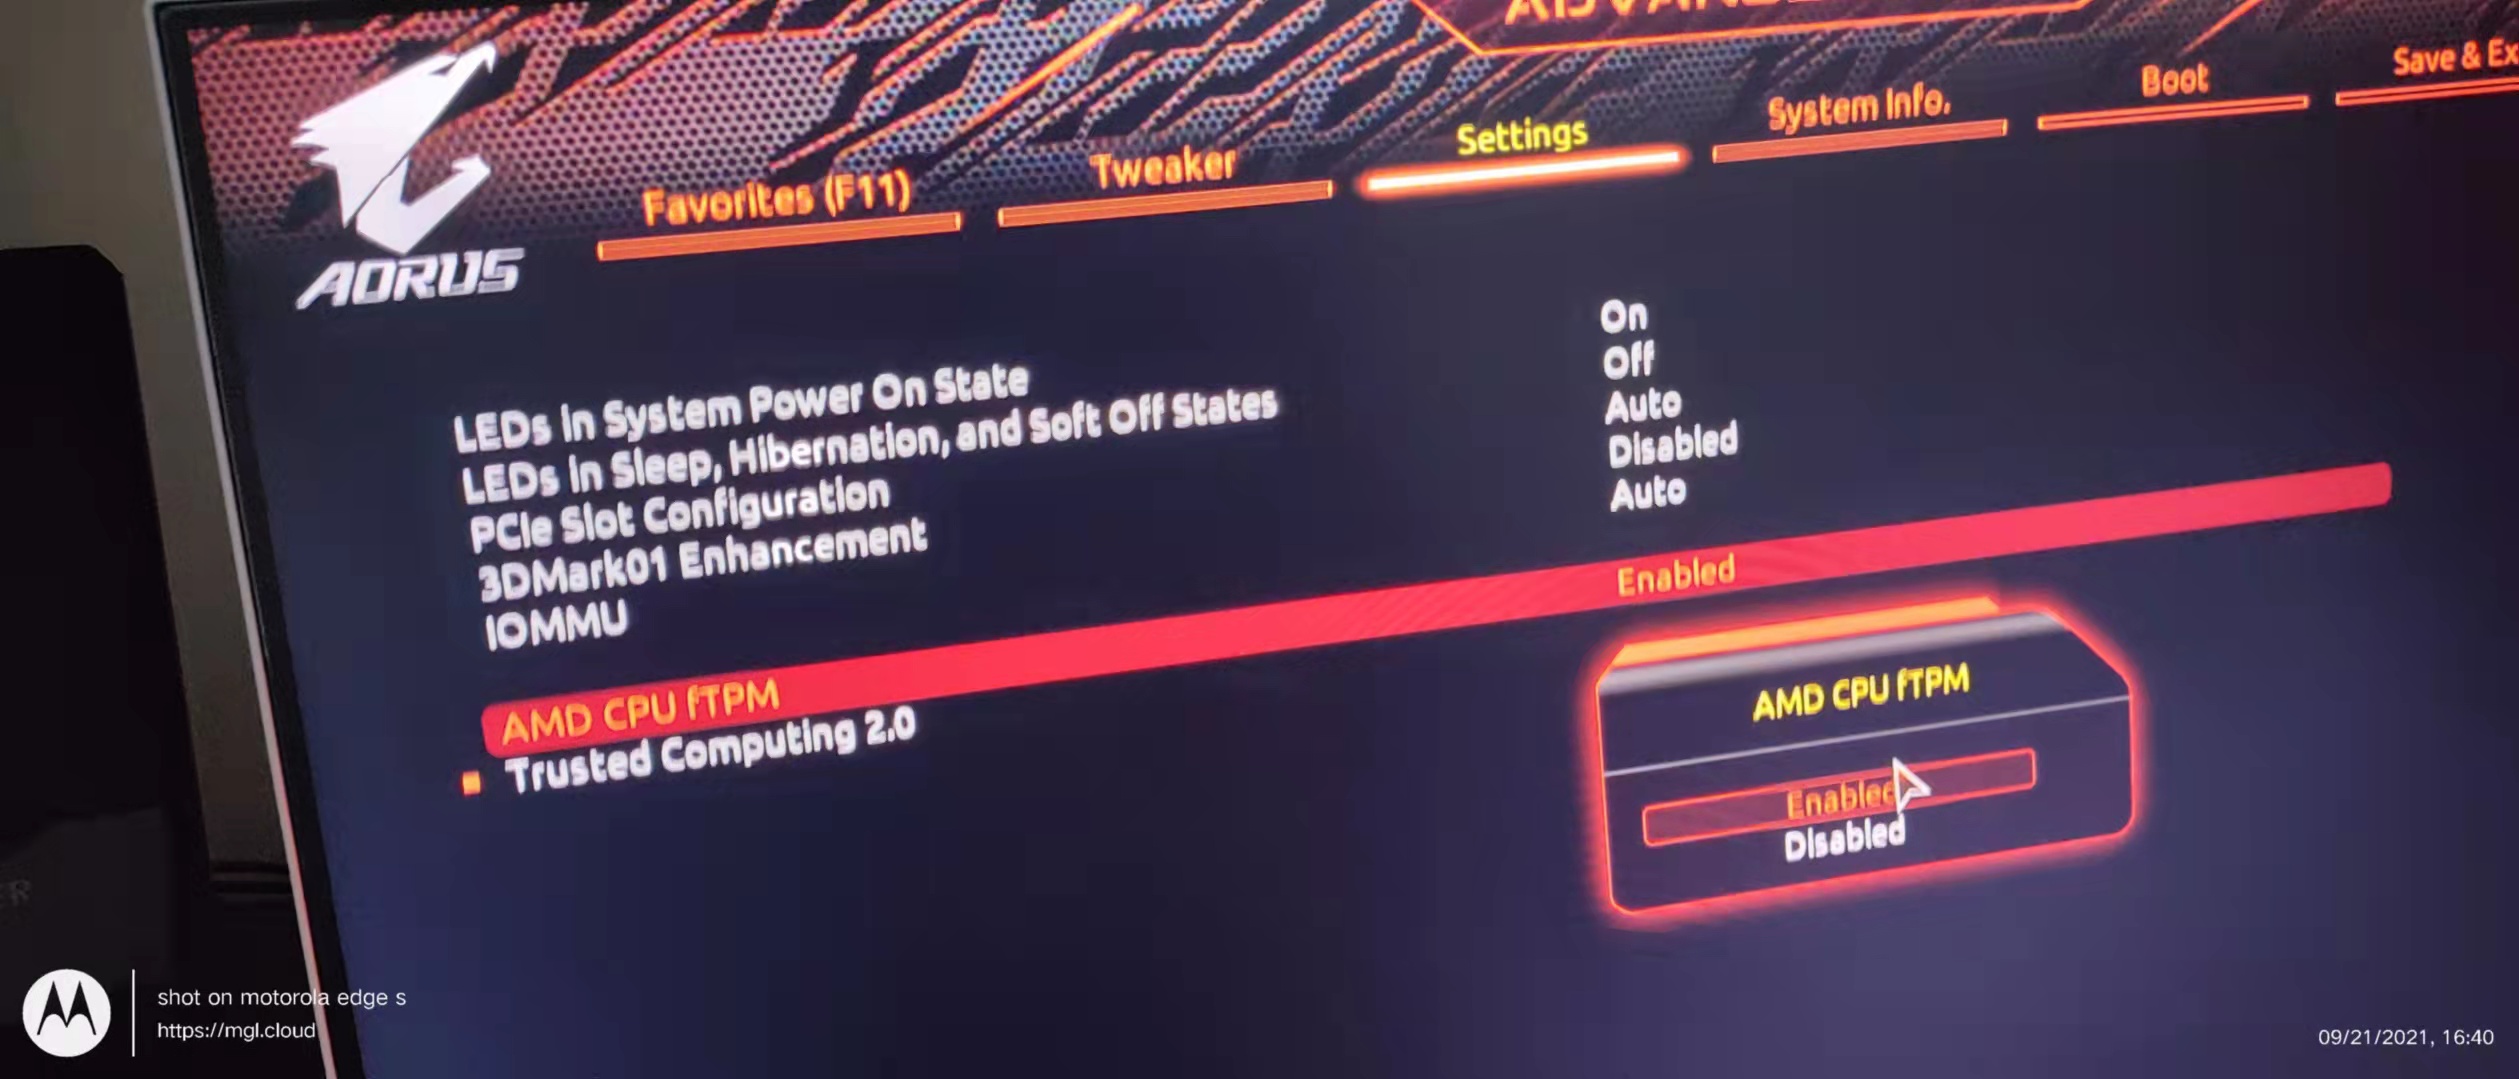 Favorites (F11)
Tweaker
Settings
System Info.
Boot
Save & Ex
AORUS
LEDs in System Power On State
On
LEDs in Sleep, Hibernation, and Soft Off States
Off
PCIe Slot Configuration
Auto
3DMark01 Enhancement
Disabled
IOMMU
Auto
AMD CPU fTPM
Enabled
Trusted Computing 2.0
AMD CPU fTPM
Enabled
Disabled
shot on motorola edge s
https://mgl.cloud
09/21/2021, 16:40